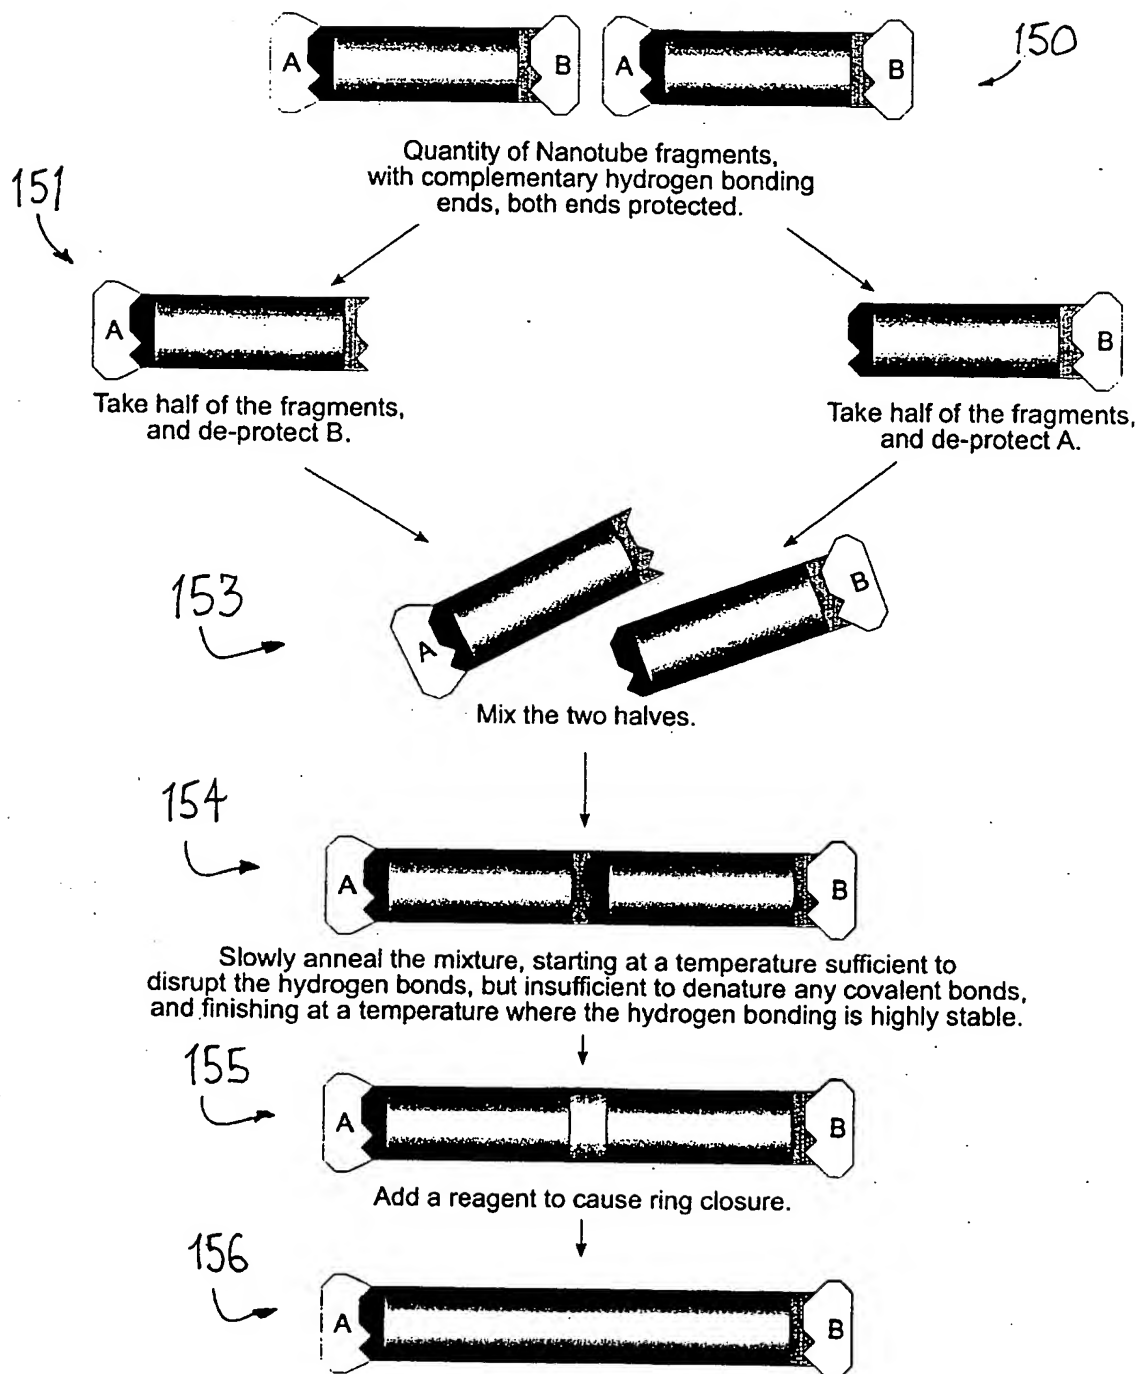 A B A B
150
Quantity of Nanotube fragments,
with complementary hydrogen bonding
ends, both ends protected.
151
A
B
Take half of the fragments,
and de-protect B.
Take half of the fragments,
and de-protect A.
153
A
B
Mix the two halves.
154
A B
Slowly anneal the mixture, starting at a temperature sufficient to
disrupt the hydrogen bonds, but insufficient to denature any covalent bonds,
and finishing at a temperature where the hydrogen bonding is highly stable.
155
A B
Add a reagent to cause ring closure.
156
A B